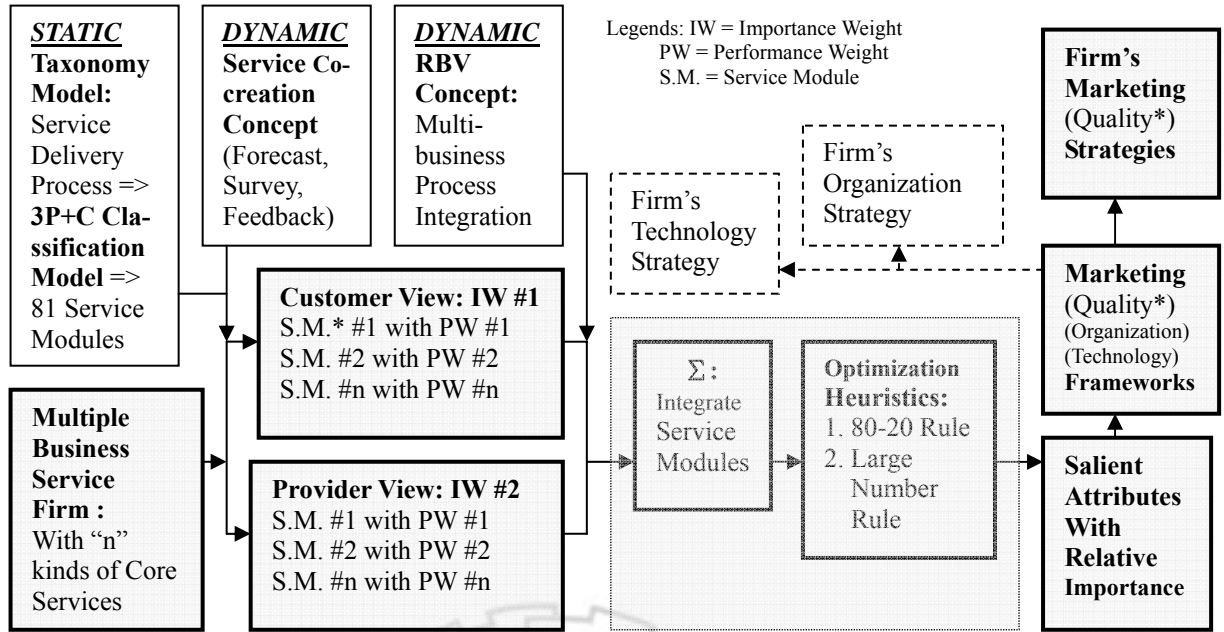 STATIC
Taxonomy
Model:
Service
Delivery
Process =>
3P+C Cla-
ssification
Model =>
81 Service
Modules
DYNAMIC
Service Co-
creation
Concept
(Forecast,
Survey,
Feedback)
DYNAMIC
RBV
Concept:
Multi-
business
Process
Integration
Legends: IW = Importance Weight
PW = Performance Weight
S.M. = Service Module
Firm's
Technology
Strategy
Firm's
Organization
Strategy
Firm's
Marketing
(Quality*)
Strategies
Multiple
Business
Service
Firm :
With “n”
kinds of Core
Services
Customer View: IW #1
S.M.* #1 with PW #1
S.M. #2 with PW #2
S.M. #n with PW #n
Provider View: IW #2
S.M. #1 with PW #1
S.M. #2 with PW #2
S.M. #n with PW #n
Σ:
Integrate
Service
Modules
Optimization
Heuristics:
1. 80-20 Rule
2. Large
Number
Rule
Marketing
(Quality*)
(Organization)
(Technology)
Frameworks
Salient
Attributes
With
Relative
Importance